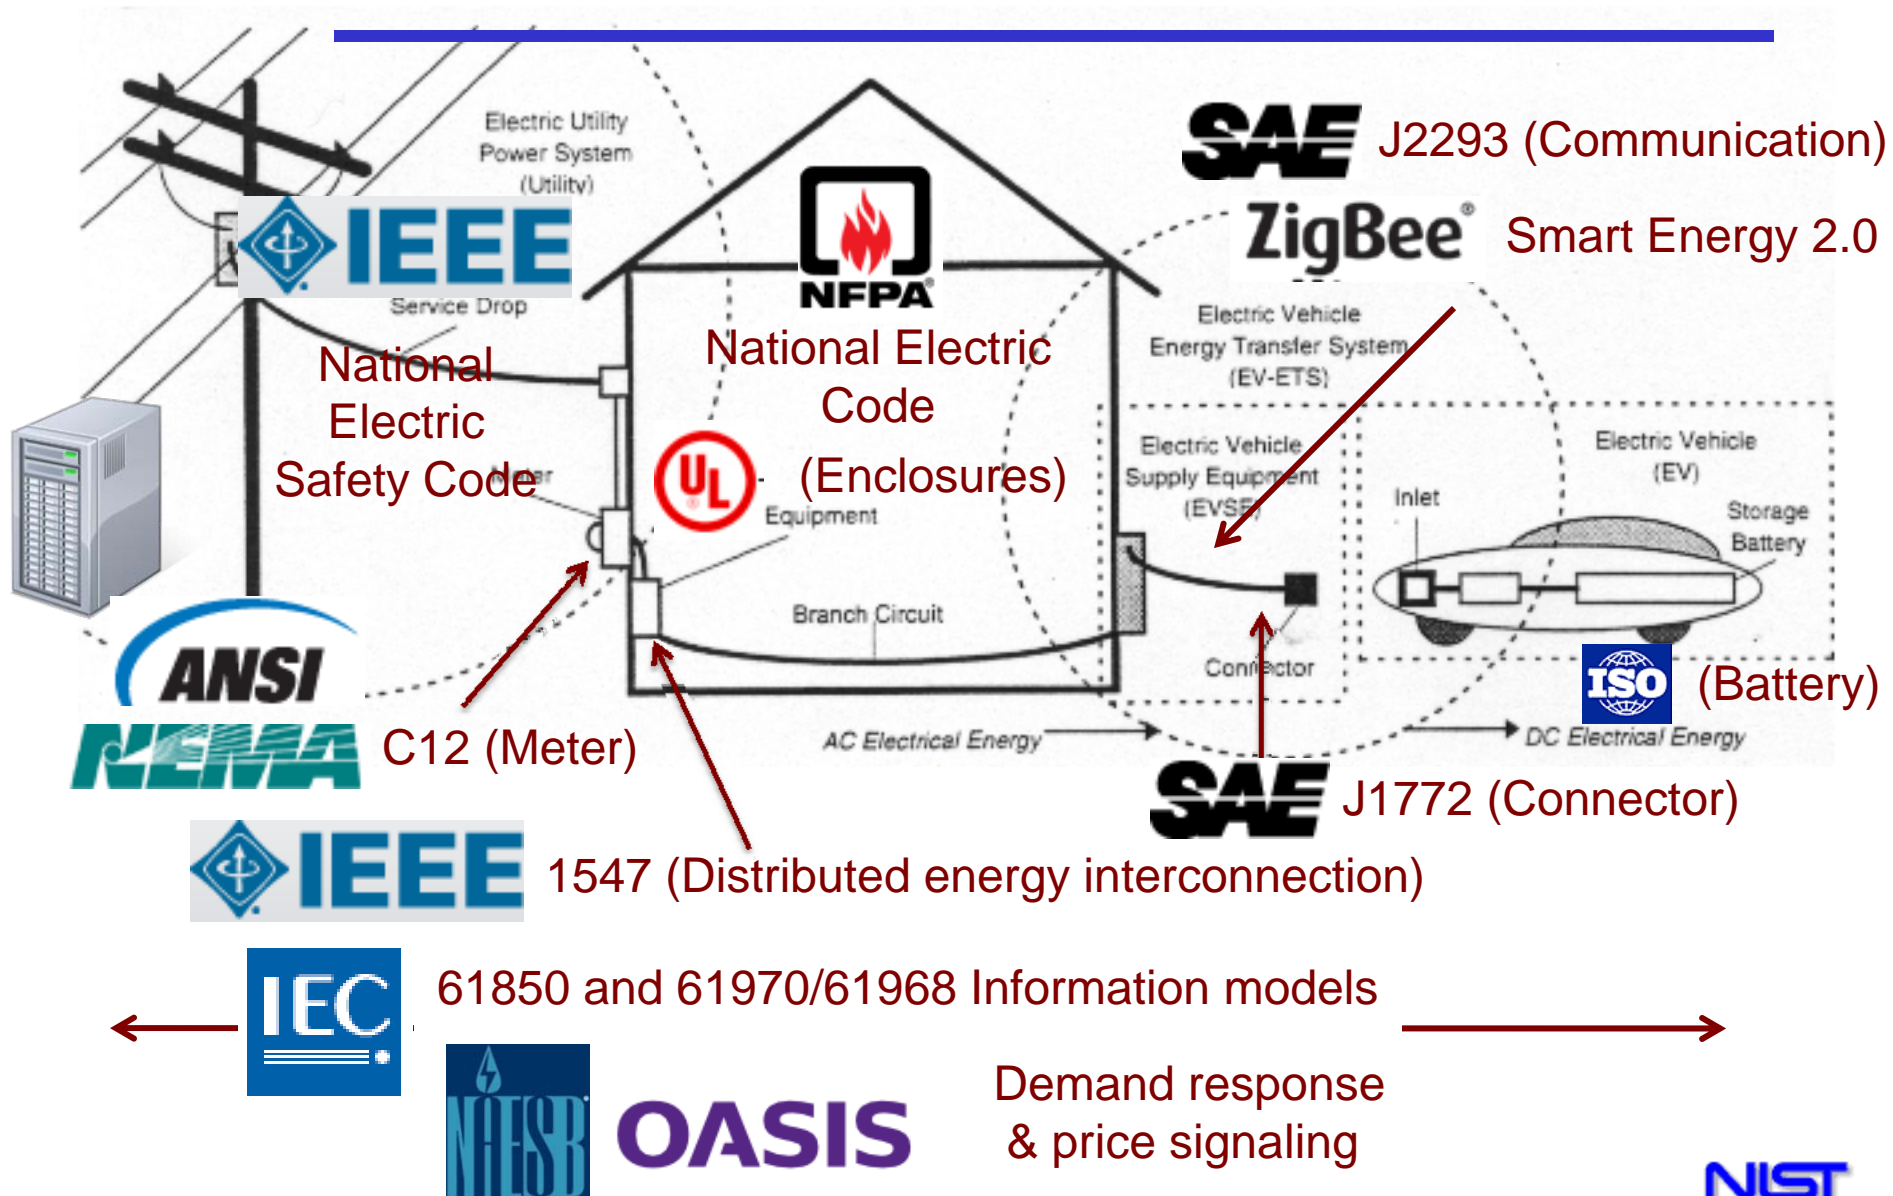 Electric Utility
Power System
(Utility)
IEEE
Service Drop
National
Electric
Safety Code
NFPA
National Electric
Code
UL
(Enclosures)
Equipment
SAE J2293 (Communication)
ZigBee® Smart Energy 2.0
Electric Vehicle
Energy Transfer System
(EV-ETS)
Electric Vehicle
Supply Equipment
(EVSE)
Electric Vehicle
(EV)
Inlet
Storage
Battery
Branch Circuit
Connector
ANSI
NEMA
C12 (Meter)
AC Electrical Energy
ISO (Battery)
DC Electrical Energy
SAE J1772 (Connector)
IEEE 1547 (Distributed energy interconnection)
IEC
61850 and 61970/61968 Information models
NAESB
OASIS
Demand response
& price signaling
NIST